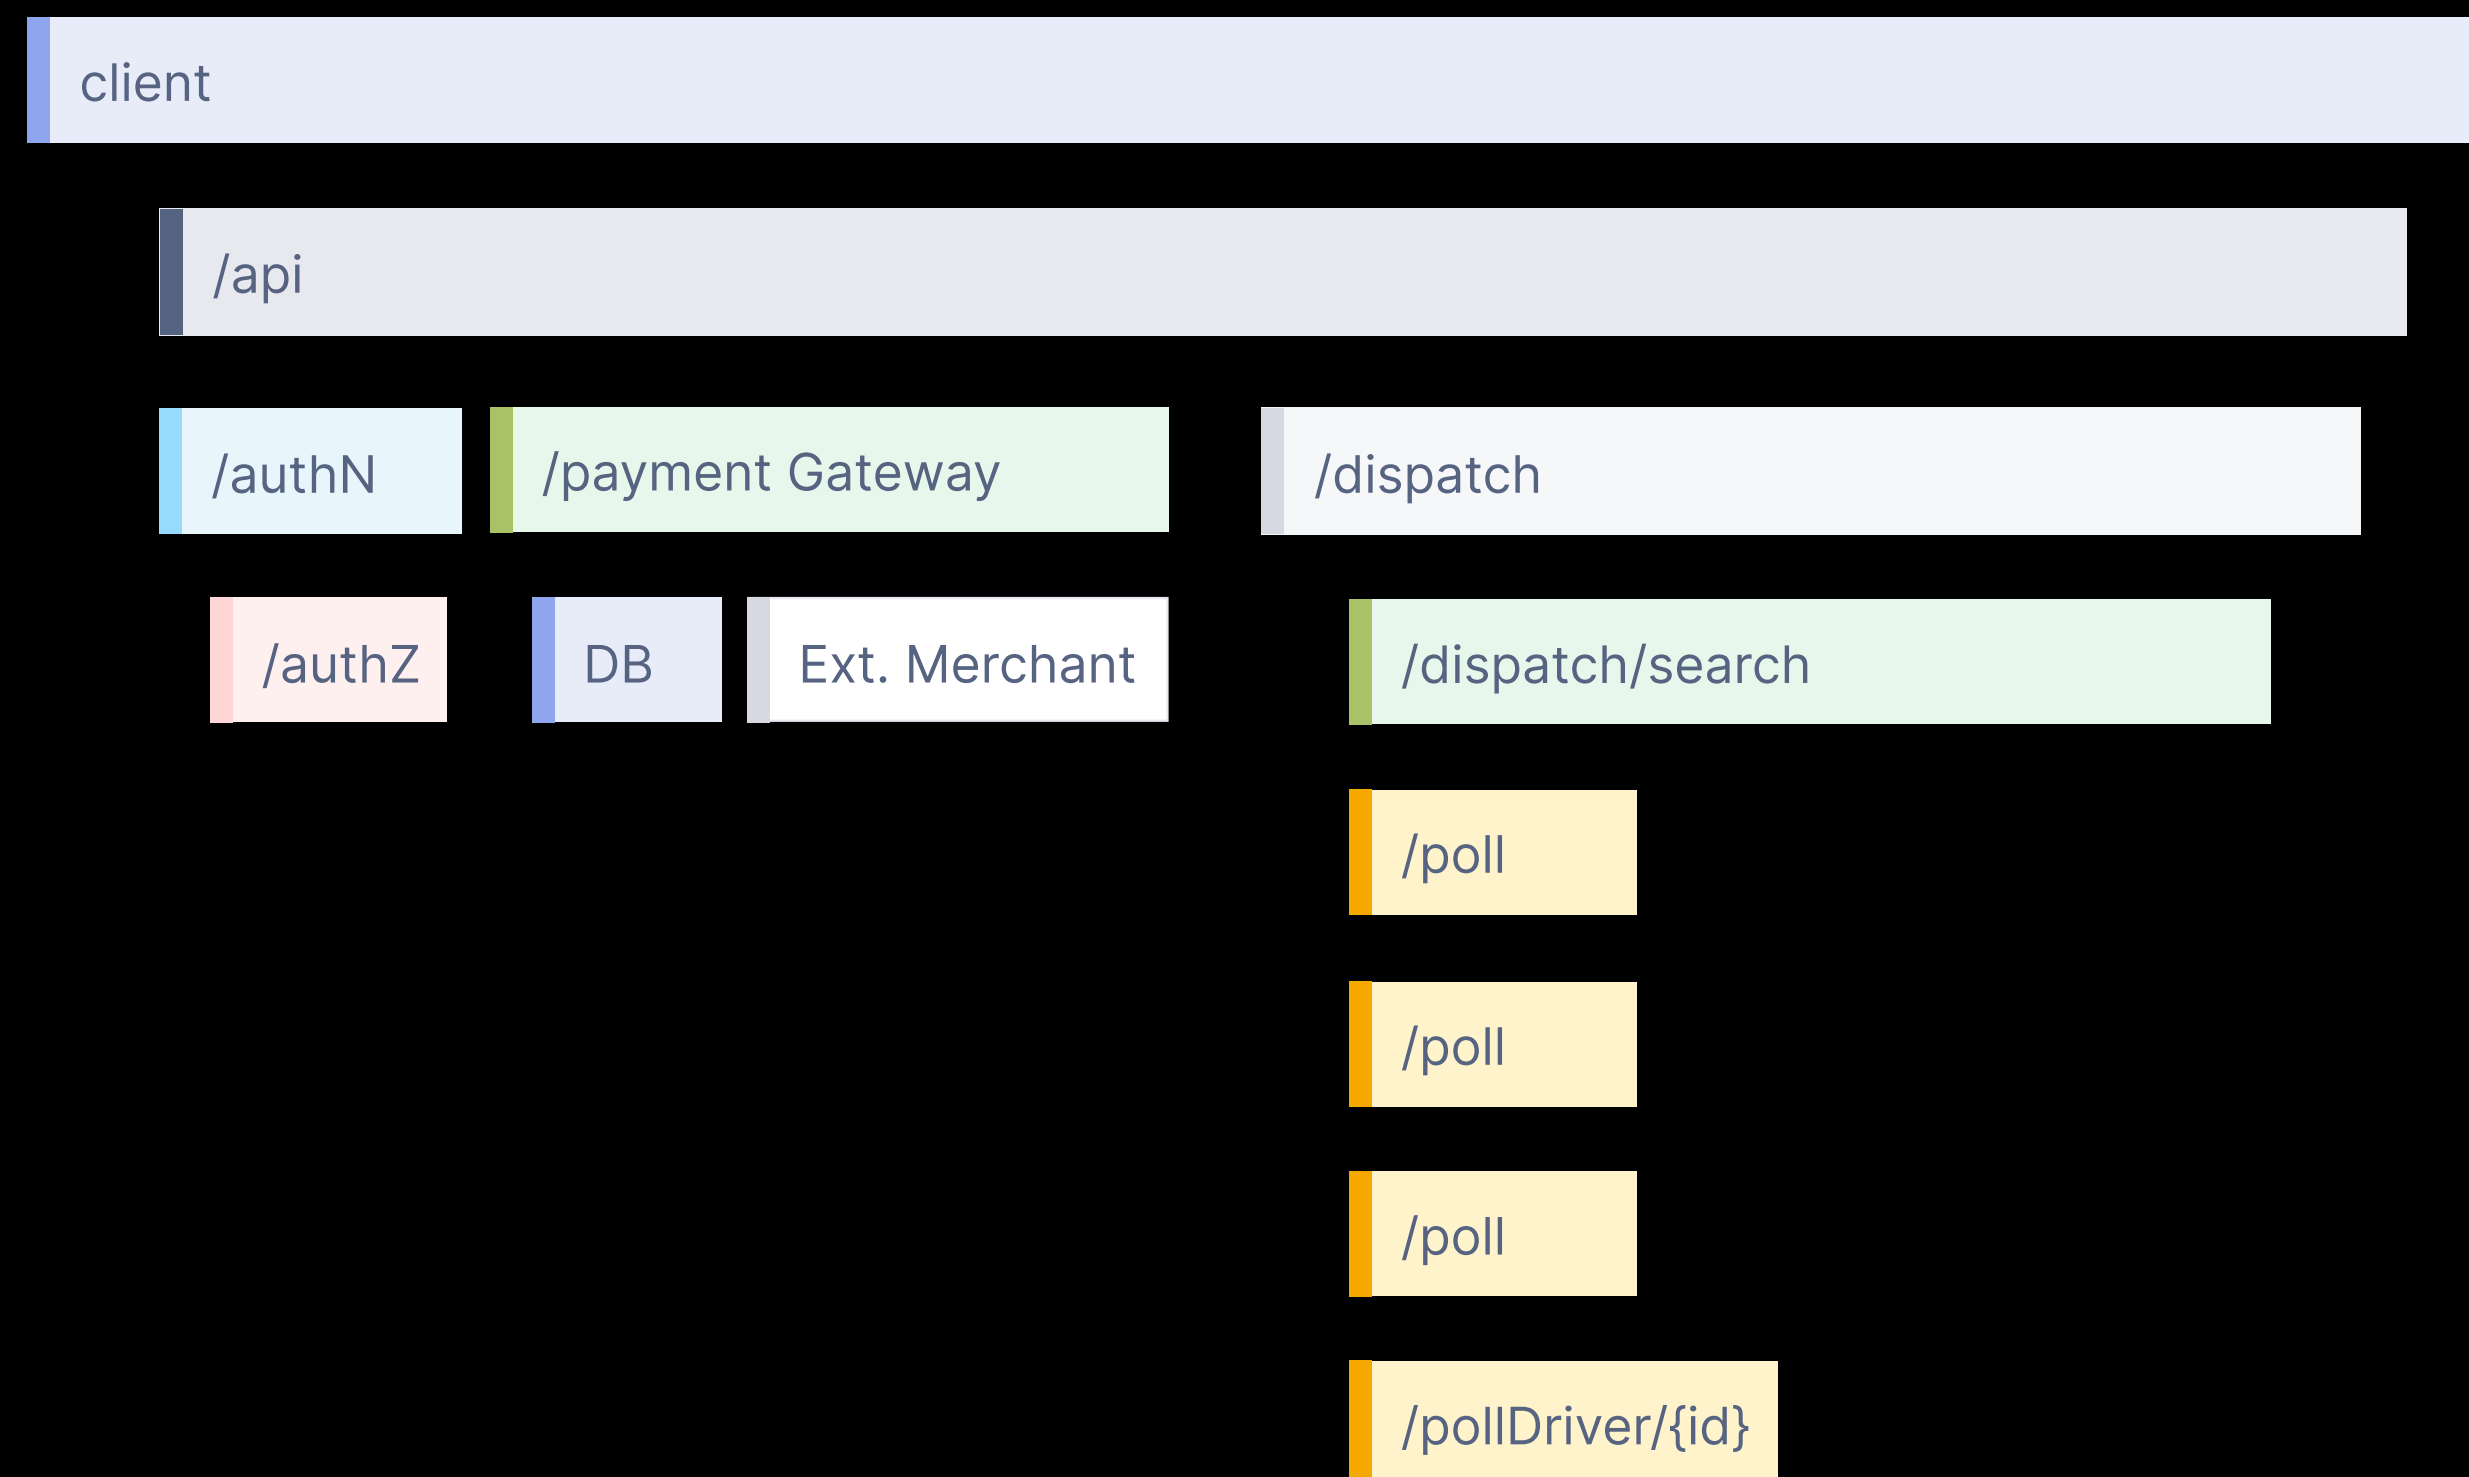 client
/api
/authN
/payment Gateway
/dispatch
/authZ
DB
Ext. Merchant
/dispatch/search
/poll
/poll
/poll
/pollDriver/{id}